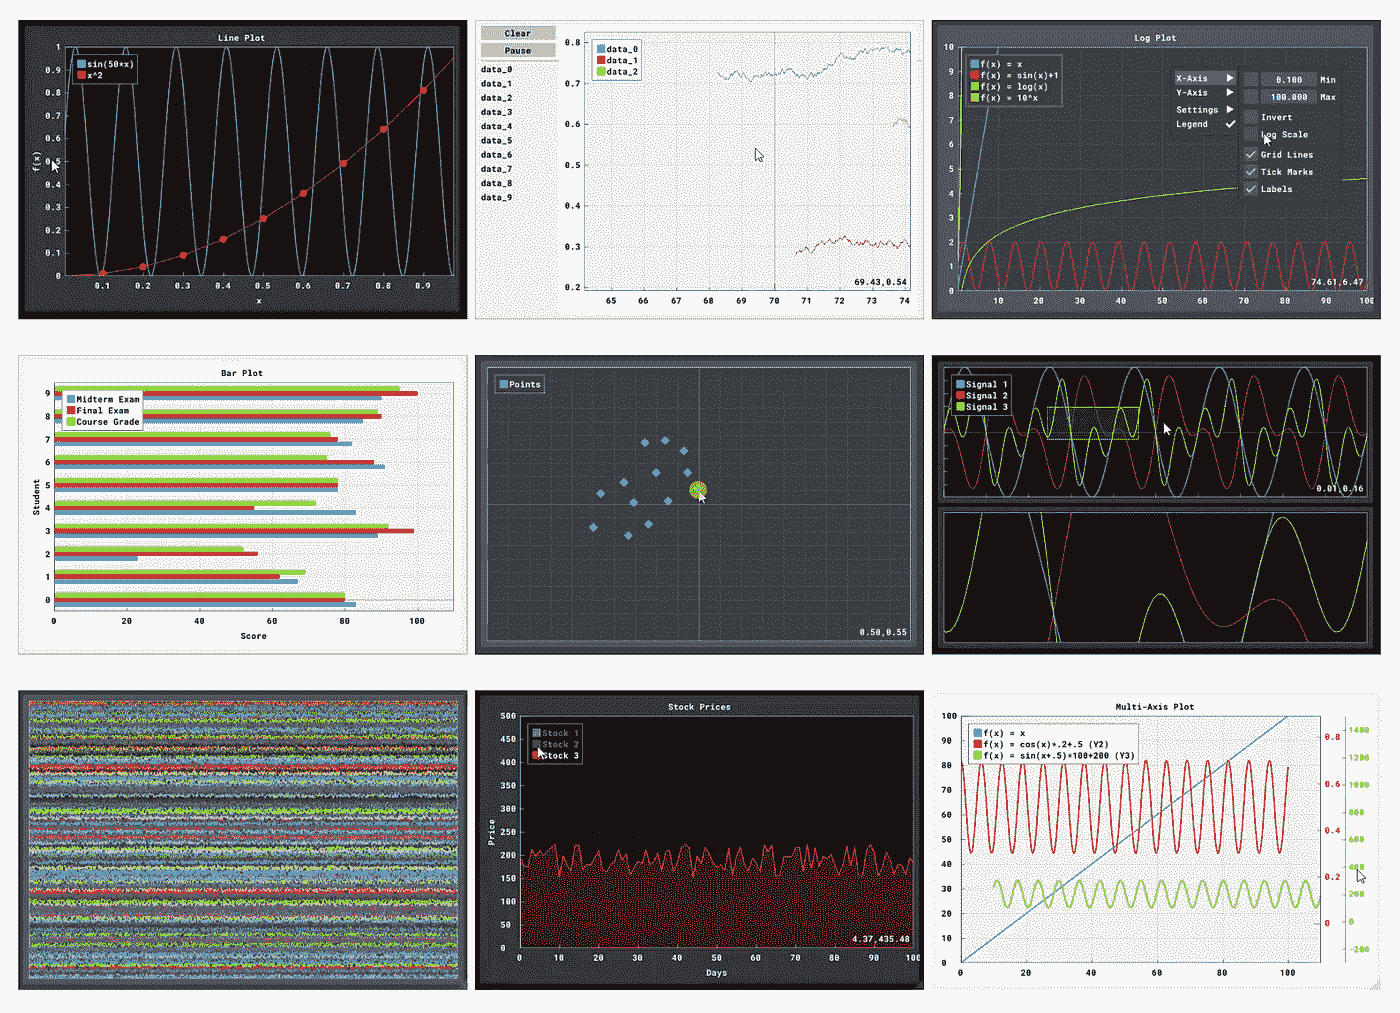 Line Plot
sin(50*x)
x^2
f(x)
1
0.9
0.8
0.7
0.6
0.5
0.4
0.3
0.2
0.1
0
0.1 0.2 0.3 0.4 0.5 0.6 0.7 0.8 0.9
x
Clear
Pause
data_0
data_1
data_2
data_3
data_4
data_5
data_6
data_7
data_8
data_9
data_0
data_1
data_2
0.8
0.7
0.6
0.5
0.4
0.3
0.2
69.43,0.54
65 66 67 68 69 70 71 72 73 74
Log Plot
f(x) = x
f(x) = sin(x)+1
f(x) = log(x)
f(x) = 10^x
10
9
8
7
6
5
4
3
2
1
0
X-Axis
Y-Axis
Settings
Legend
0.100 Min
100.000 Max
Invert
Log Scale
Grid Lines
Tick Marks
Labels
74.61,6.47
10 20 30 40 50 60 70 80 90 100
Bar Plot
Midterm Exam
Final Exam
Course Grade
Student
9
8
7
6
5
4
3
2
1
0
0 20 40 60 80 100
Score
Points
0.50,0.55
Signal 1
Signal 2
Signal 3
0.01,0.16
Stock Prices
Stock 1
Stock 2
Stock 3
Price
500
450
400
350
300
250
200
150
100
50
0
4.37,435.48
0 10 20 30 40 50 60 70 80 90 100
Days
Multi-Axis Plot
f(x) = x
f(x) = cos(x)*.2+.5 (Y2)
f(x) = sin(x+.5)*100+200 (Y3)
100
90
80
70
60
50
40
30
20
10
0
0 20 40 60 80 100
0.8
0.6
0.4
0.2
0
1400
1200
1000
800
600
400
200
0
-200